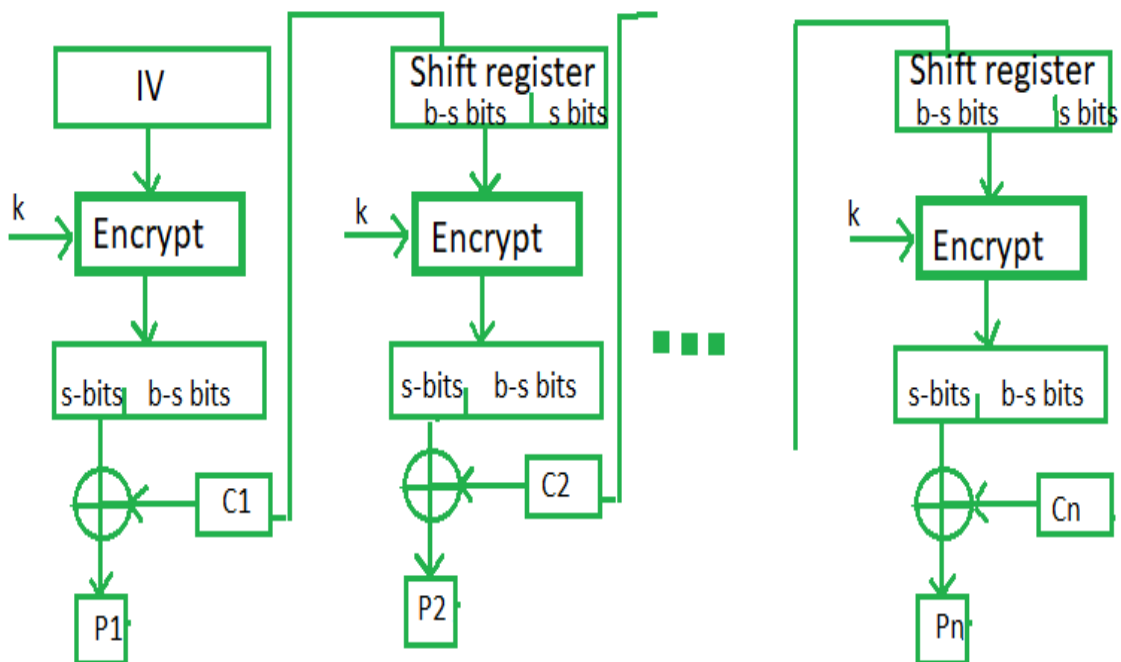 IV
k
Encrypt
s-bits b-s bits
C1
P1
Shift register
b-s bits s bits
k
Encrypt
s-bits b-s bits
C2
P2
Shift register
b-s bits s bits
k
Encrypt
s-bits b-s bits
Cn
Pn